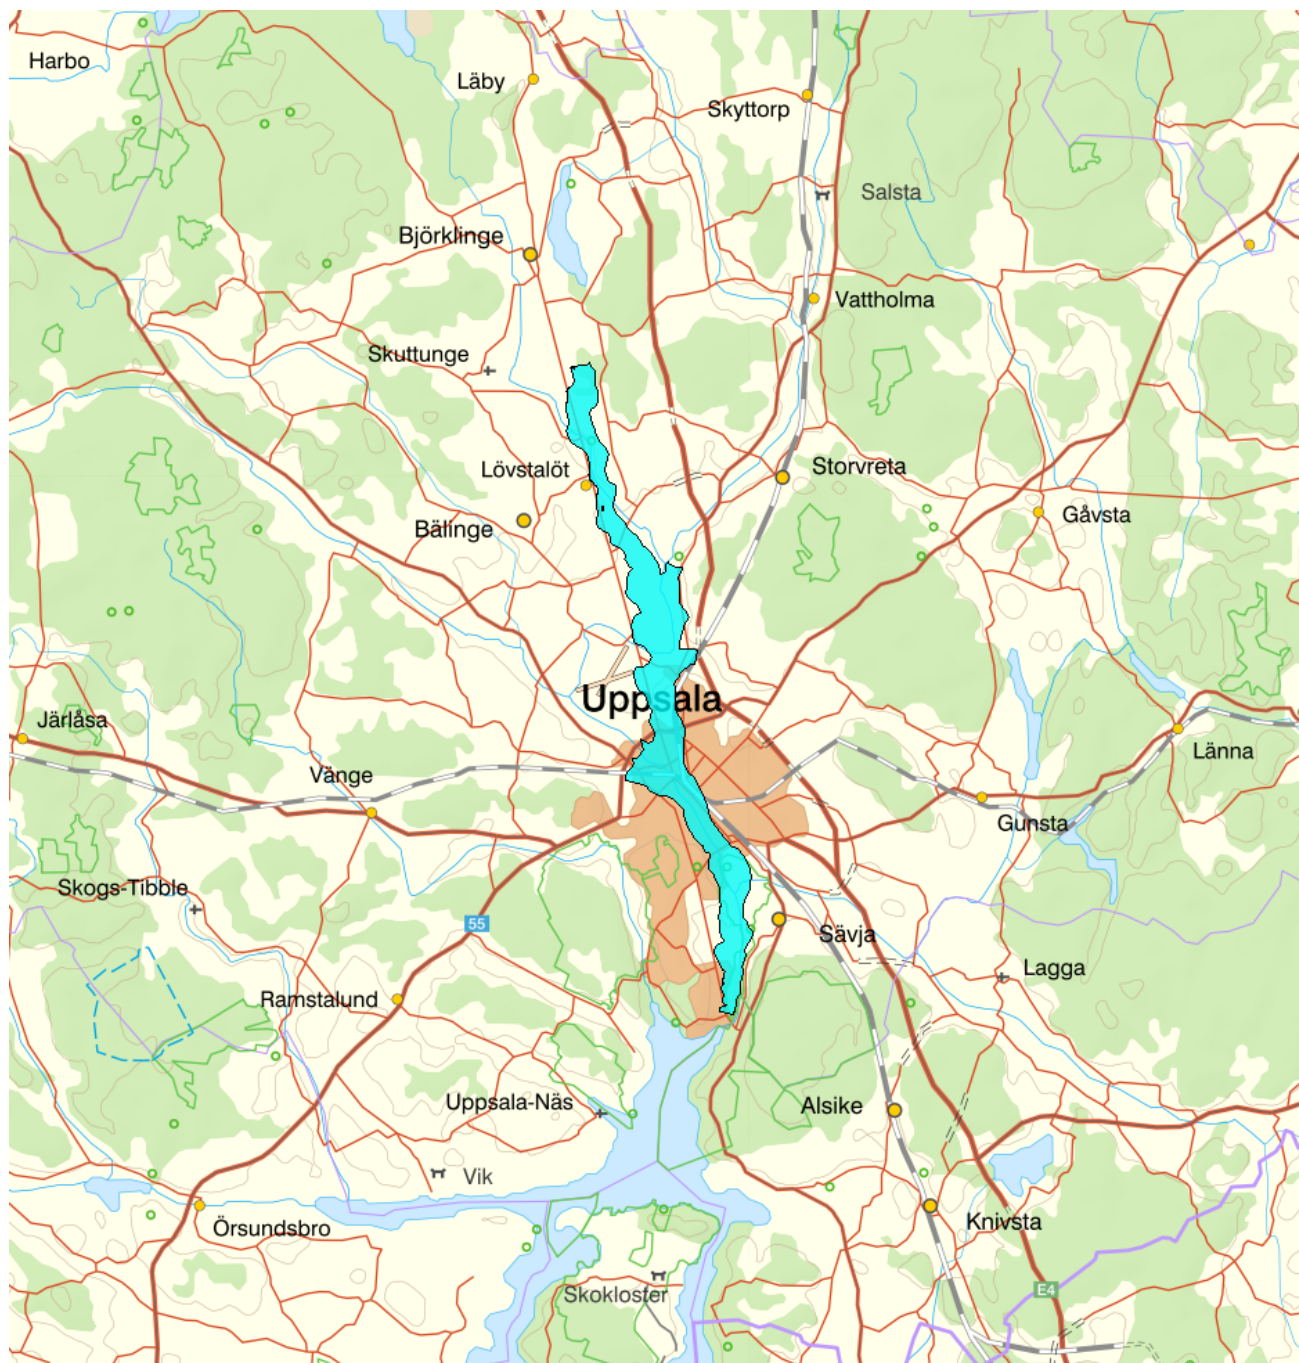 Harbo
Läby
Skyttorp
Salsta
Björklinge
Vattholma
Skuttunge
Lövstalöt
Storvreta
Bälinge
Gåvsta
Uppsala
Järlåsa
Länna
Vänge
Gunsta
Skogs-Tibble
55
Sävja
Lagga
Ramstalund
Uppsala-Näs
Alsike
Vik
Örsundsbro
Knivsta
Skokloster
E4